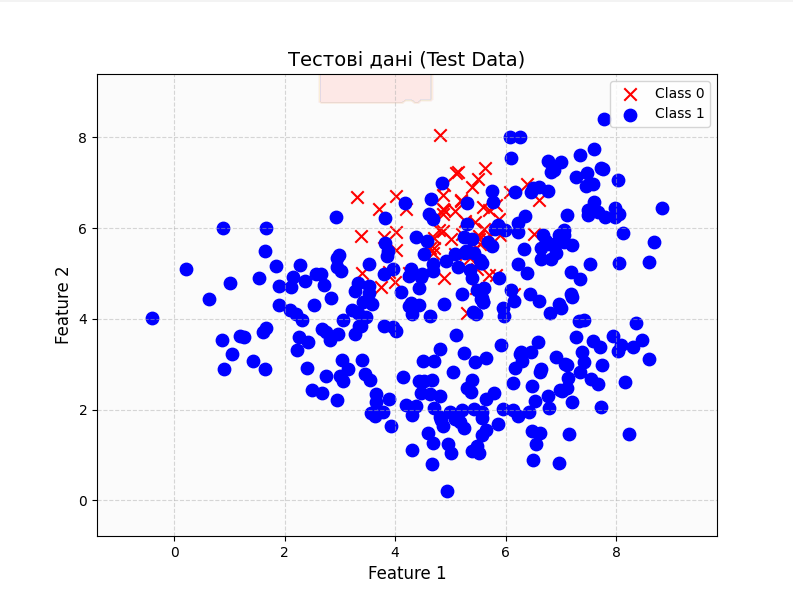 Тестові дані (Test Data)
Class 0
Class 1
8
6
4
2
0
Feature 2
0 2 4 6 8
Feature 1